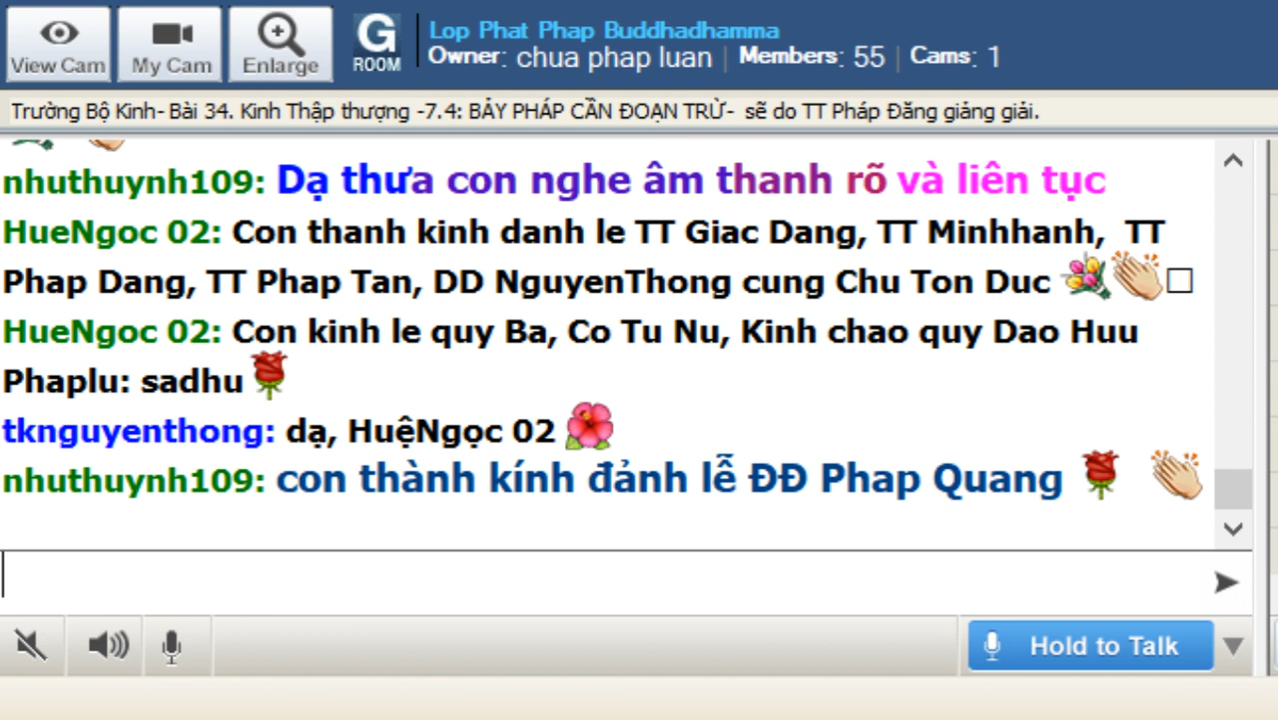 View Cam
My Cam
Enlarge
G
ROOM
Lop Phat Phap Buddhadhamma
Owner: chua phap luan | Members: 55 | Cams: 1
Trường Bộ Kinh- Bài 34. Kinh Thập thượng -7.4: BẢY PHÁP CẦN ĐOẠN TRỪ- sẽ do TT Pháp Đăng giảng giải.
nhuthuynh109: Dạ thưa con nghe âm thanh rõ và liên tục
HueNgoc 02: Con thanh kinh danh le TT Giac Dang, TT Minhhanh, TT
Phap Dang, TT Phap Tan, DD NguyenThong cung Chu Ton Duc
HueNgoc 02: Con kinh le quy Ba, Co Tu Nu, Kinh chao quy Dao Huu
Phaplu: sadhu
tknguyenthong: dạ, HuệNgọc 02
nhuthuynh109: con thành kính đảnh lễ ĐĐ Phap Quang
Hold to Talk